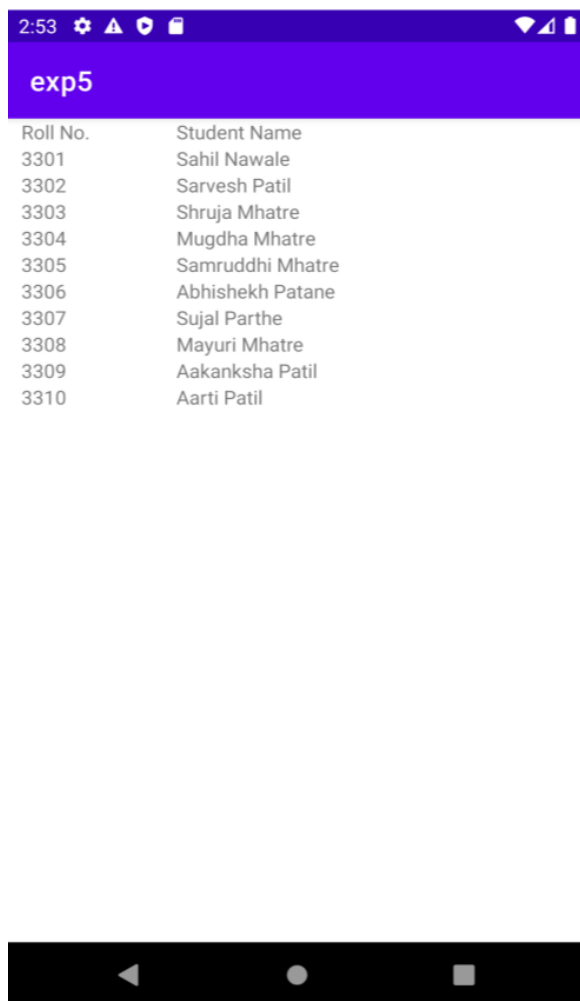 2:53
exp5
Roll No. Student Name
3301 Sahil Nawale
3302 Sarvesh Patil
3303 Shruja Mhatre
3304 Mugdha Mhatre
3305 Samruddhi Mhatre
3306 Abhishekh Patane
3307 Sujal Parthe
3308 Mayuri Mhatre
3309 Aakanksha Patil
3310 Aarti Patil